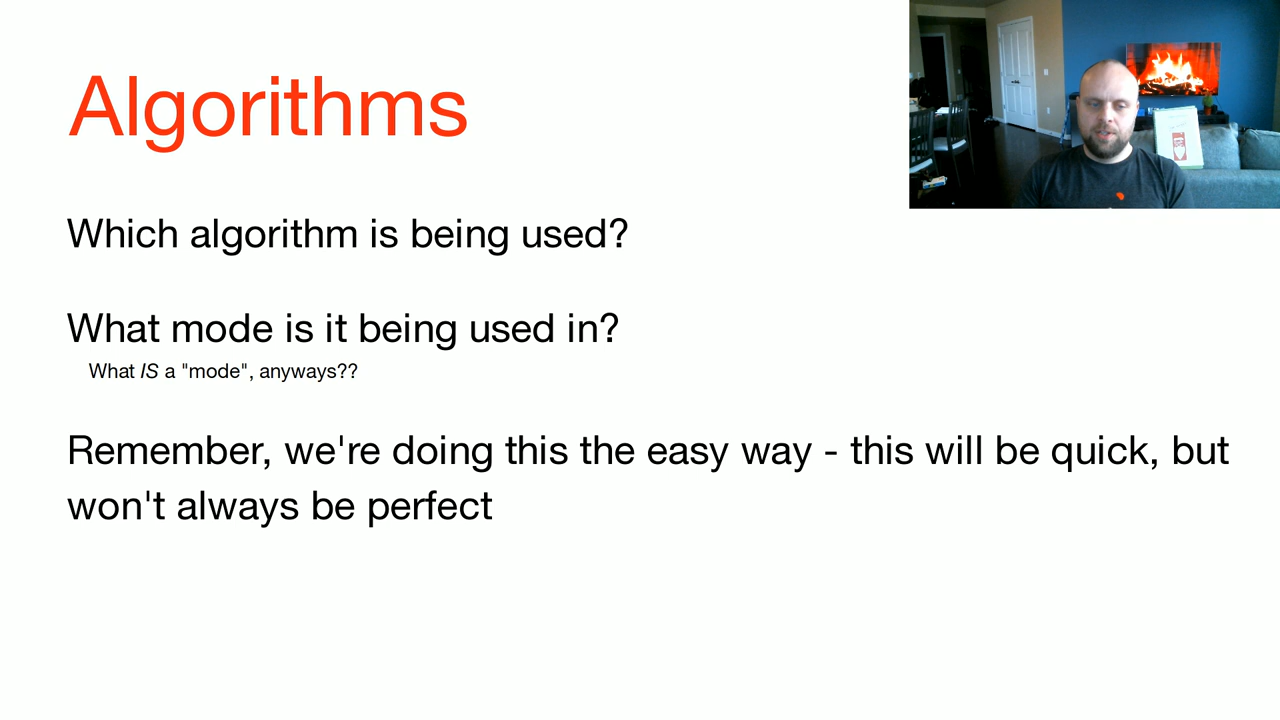 Algorithms
Which algorithm is being used?
What mode is it being used in?
What IS a "mode", anyways??
Remember, we're doing this the easy way - this will be quick, but
won't always be perfect